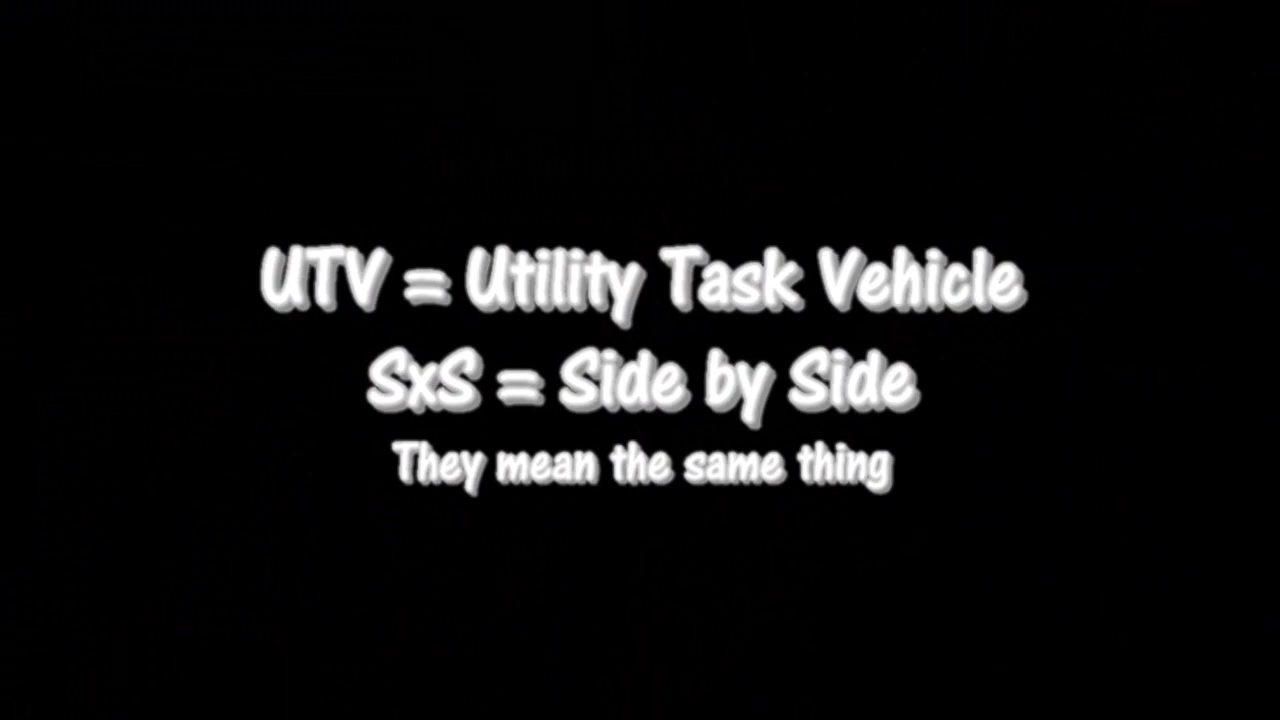 UTV = Utility Task Vehicle
SxS = Side by Side
They mean the same thing